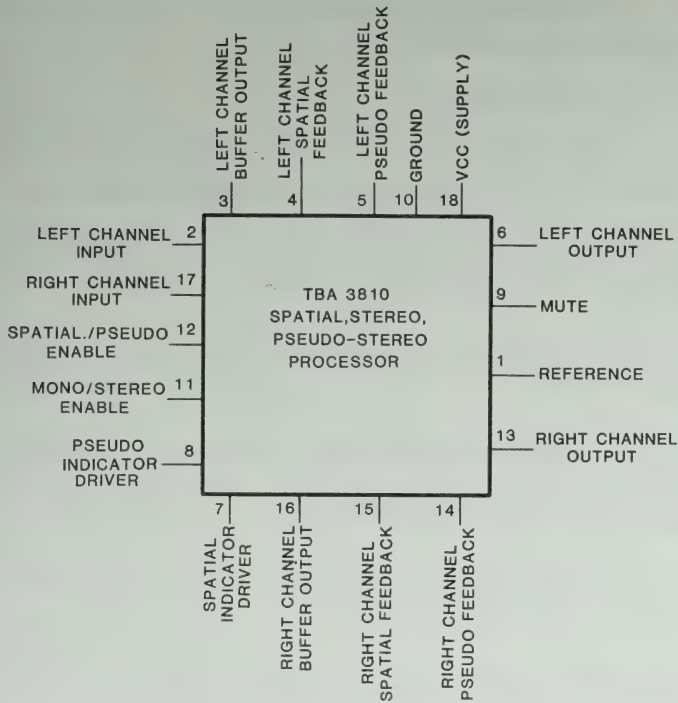 LEFT CHANNEL
BUFFER OUTPUT
3
LEFT CHANNEL
SPATIAL
FEEDBACK
4
LEFT CHANNEL
PSEUDO FEEDBACK
5
GROUND
10
VCC (SUPPLY)
18
LEFT CHANNEL
INPUT
2
RIGHT CHANNEL
INPUT
17
SPATIAL./PSEUDO
ENABLE
12
MONO/STEREO
ENABLE
11
PSEUDO
INDICATOR
DRIVER
8
TBA 3810
SPATIAL,STEREO,
PSEUDO-STEREO
PROCESSOR
6
LEFT CHANNEL
OUTPUT
9
MUTE
1
REFERENCE
13
RIGHT CHANNEL
OUTPUT
7
SPATIAL
INDICATOR
DRIVER
16
RIGHT CHANNEL
BUFFER OUTPUT
15
RIGHT CHANNEL
SPATIAL FEEDBACK
14
RIGHT CHANNEL
PSEUDO FEEDBACK